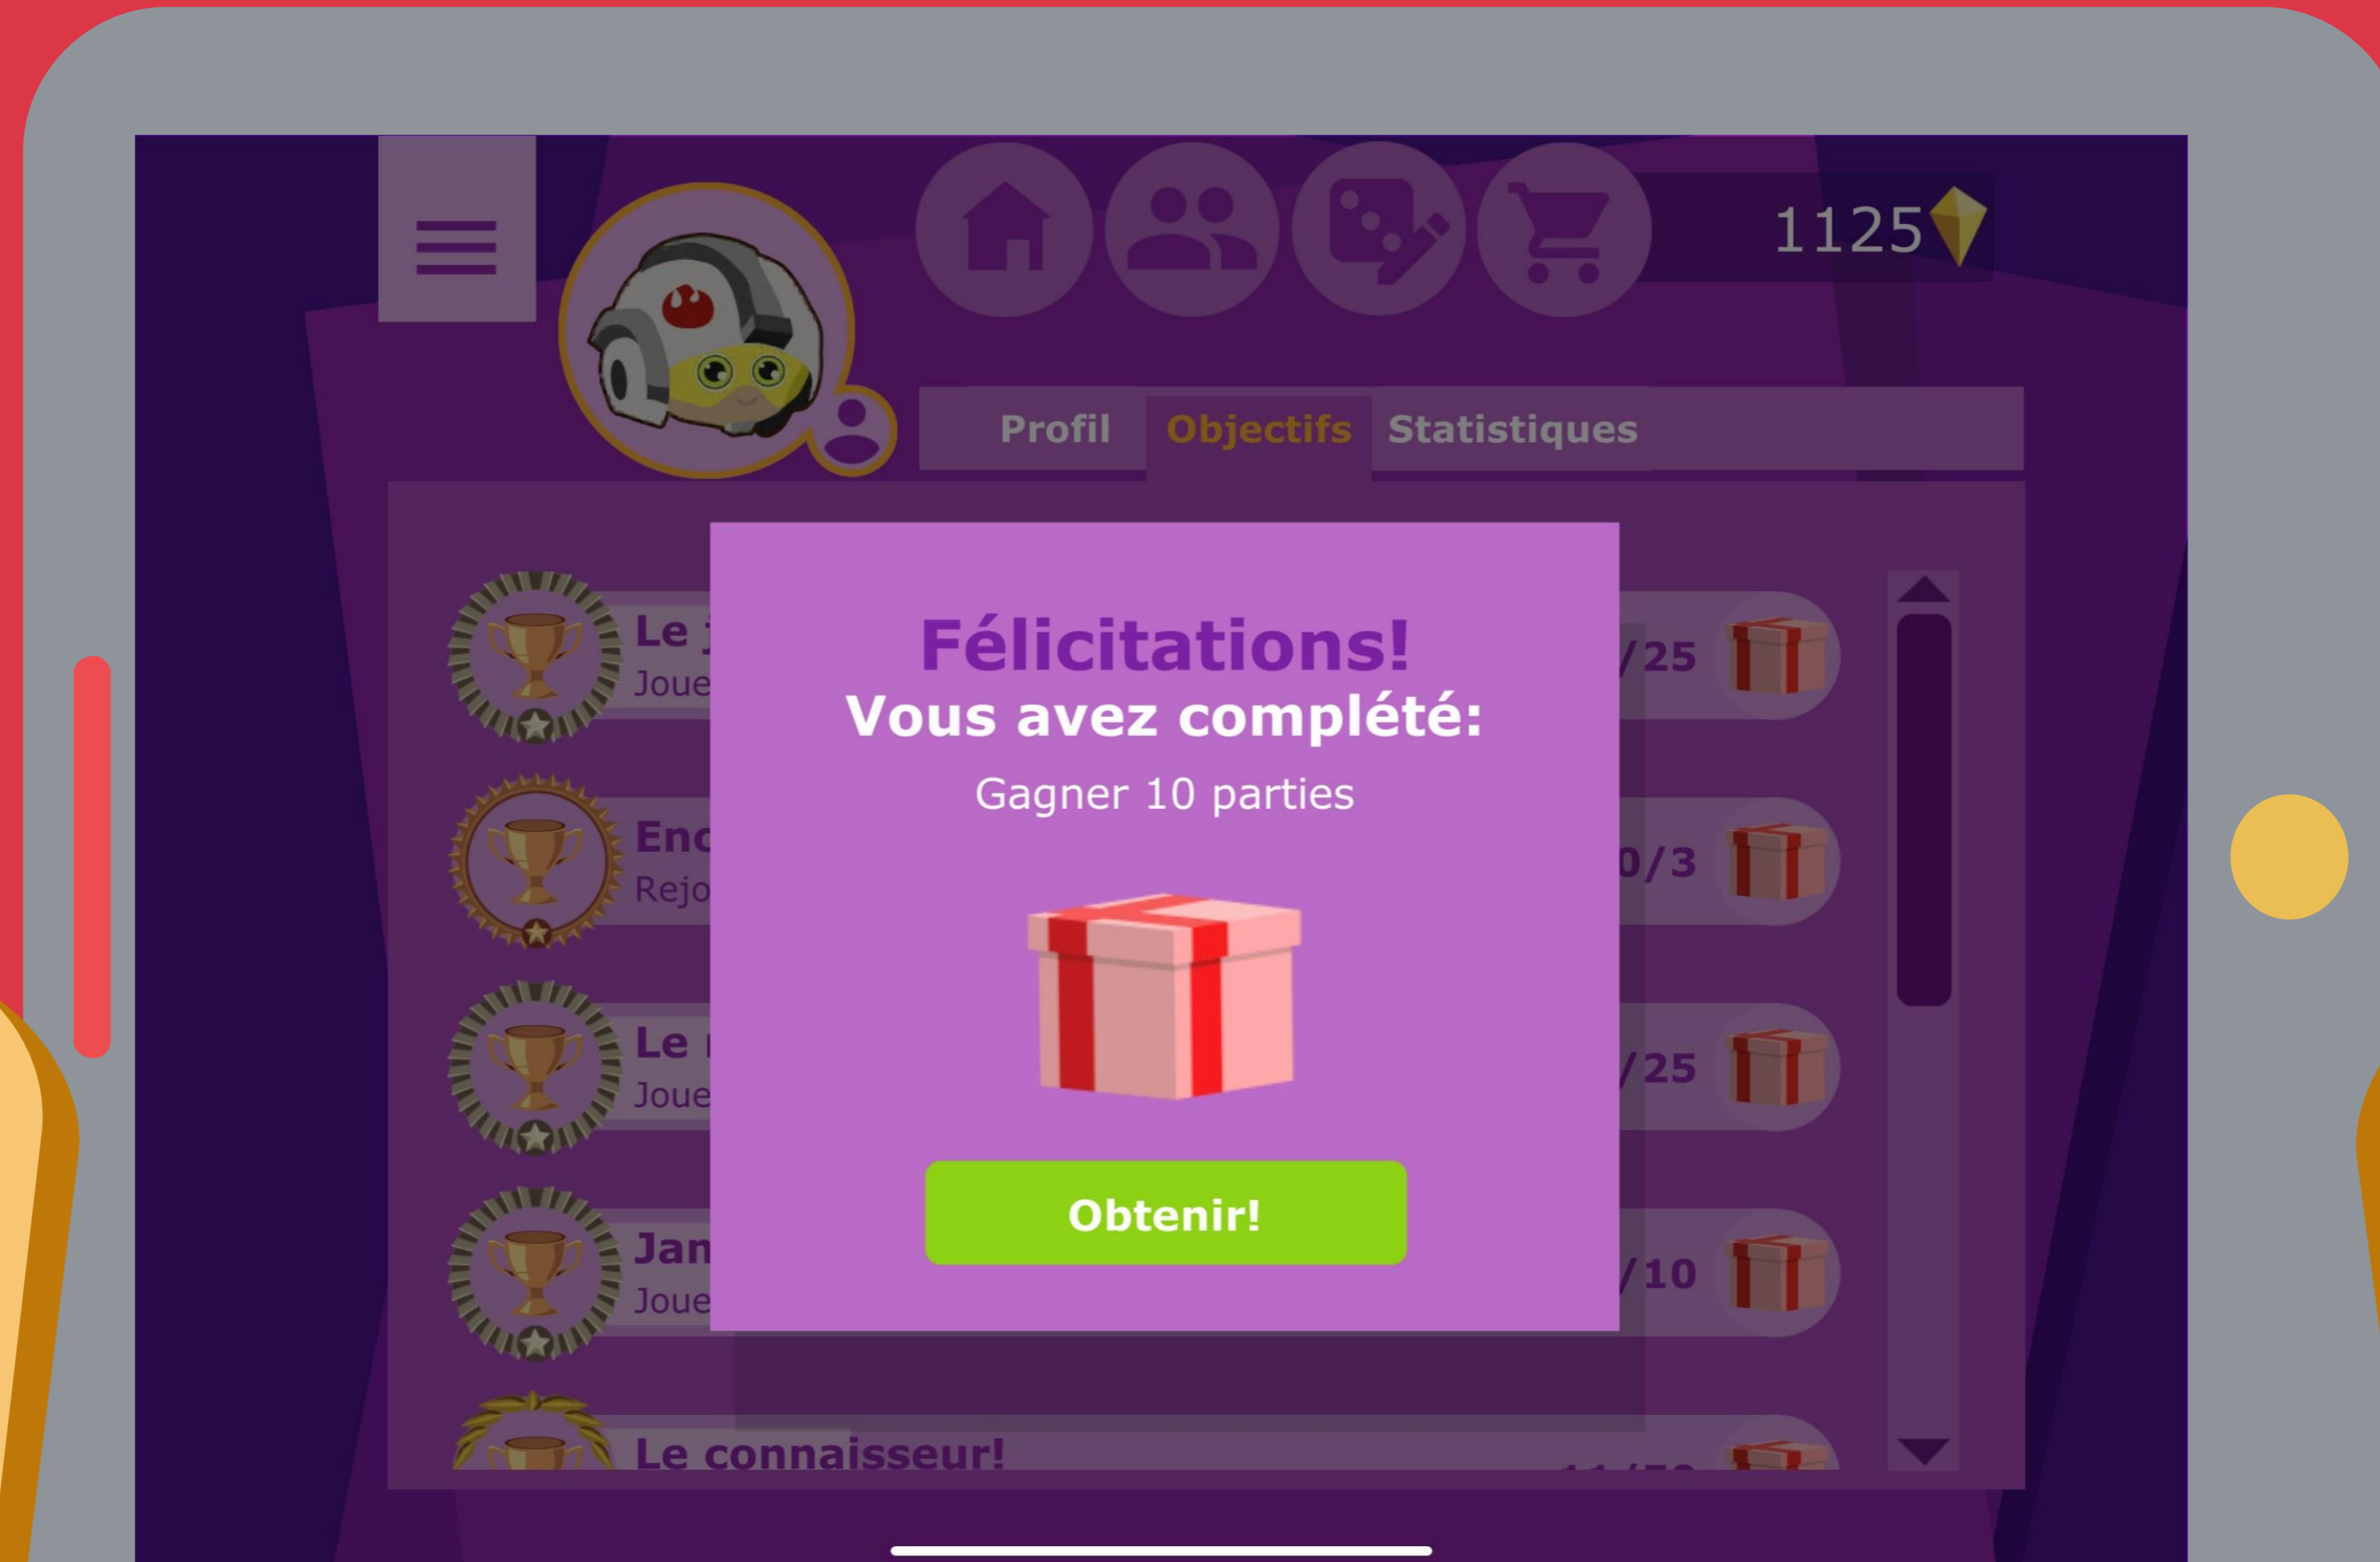 1125
Profil Objectifs Statistiques
Félicitations!
Vous avez complété:
Gagner 10 parties
Obtenir!
Le
Joue
/25
Enc
Rejo
0/3
Le
Joue
/25
Jan
Joue
/10
Le connaisseur!